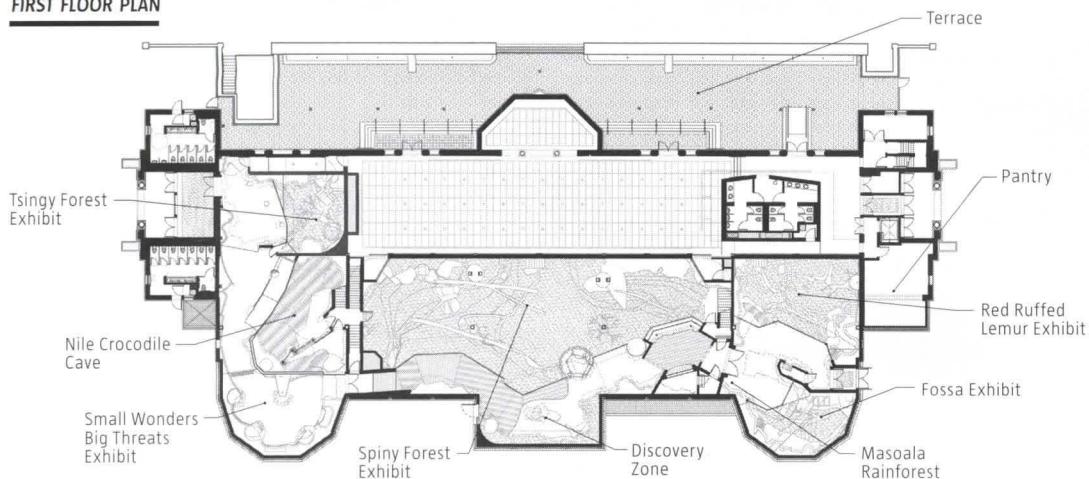 FIRST FLOOR PLAN
Terrace
Tsingy Forest
Exhibit
Pantry
Red Ruffed
Lemur Exhibit
Nile Crocodile
Cave
Fossa Exhibit
Small Wonders
Big Threats
Exhibit
Spiny Forest
Exhibit
Discovery
Zone
Masoala
Rainforest